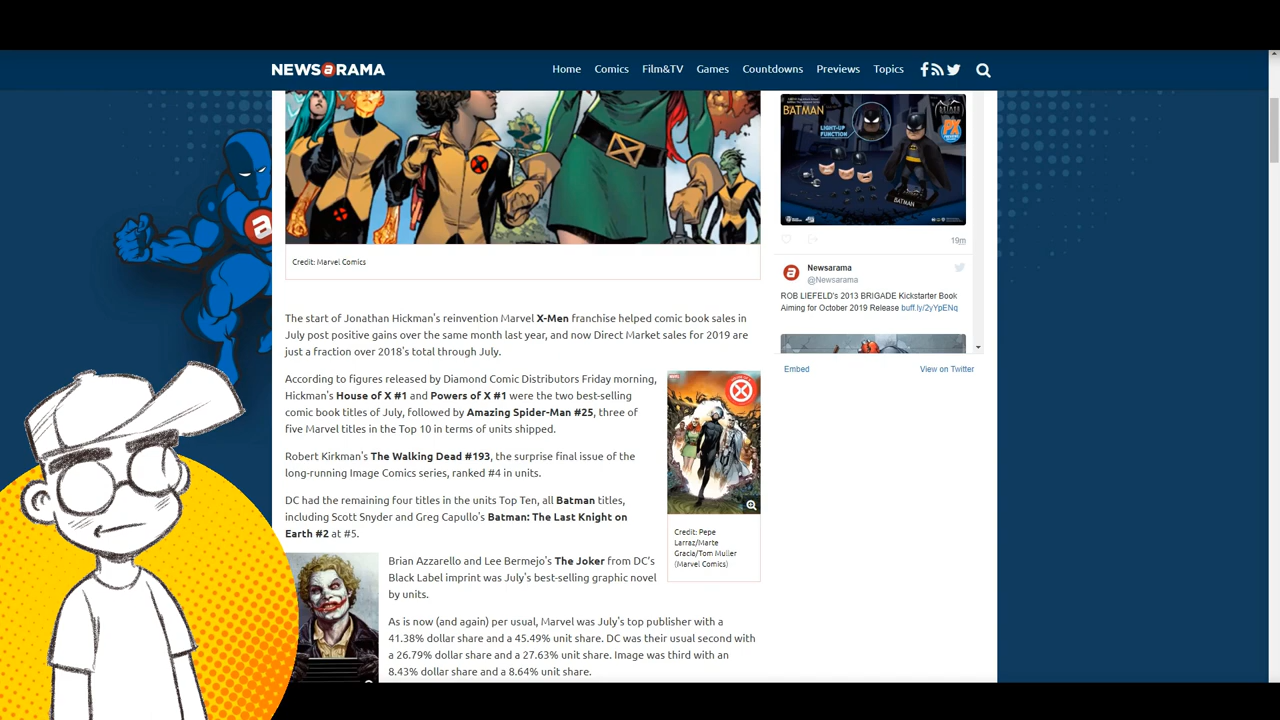 NEWSaRAMA
Home Comics Film&TV Games Countdowns Previews Topics
Credit: Marvel Comics
The start of Jonathan Hickman's reinvention Marvel X-Men franchise helped comic book sales in
July post positive gains over the same month last year, and now Direct Market sales for 2019 are
just a fraction over 2018's total through July.
According to figures released by Diamond Comic Distributors Friday morning,
Hickman's House of X #1 and Powers of X #1 were the two best-selling
comic book titles of July, followed by Amazing Spider-Man #25, three of
five Marvel titles in the Top 10 in terms of units shipped.
Robert Kirkman's The Walking Dead #193, the surprise final issue of the
long-running Image Comics series, ranked #4 in units.
DC had the remaining four titles in the units Top Ten, all Batman titles,
including Scott Snyder and Greg Capullo's Batman: The Last Knight on
Earth #2 at #5.
Credit: Pepe
Larraz/Marte
Gracia/Tom Muller
(Marvel Comics)
Brian Azzarello and Lee Bermejo's The Joker from DC's
Black Label imprint was July's best-selling graphic novel
by units.
As is now (and again) per usual, Marvel was July's top publisher with a
41.38% dollar share and a 45.49% unit share. DC was their usual second with
a 26.79% dollar share and a 27.63% unit share. Image was third with an
8.43% dollar share and a 8.64% unit share.
BATMAN
LIGHT-UP
FUNCTION
PX
BATMAN
19m
Newsarama
@Newsarama
ROB LIEFELD's 2013 BRIGADE Kickstarter Book
Aiming for October 2019 Release buff.ly/2yYpENq
Embed
View on Twitter
a